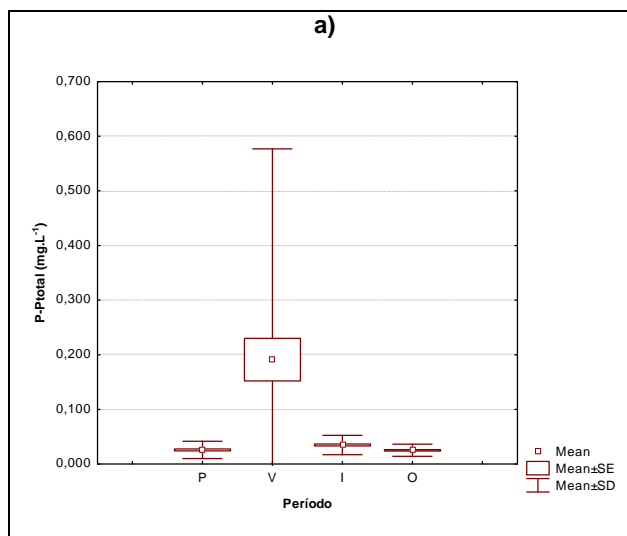 a)
0,700
0,600
0,500
0,400
0,300
0,200
0,100
0,000
P-Ptotal (mg.L⁻¹)
P V I O
Período
Mean
Mean±SE
Mean±SD